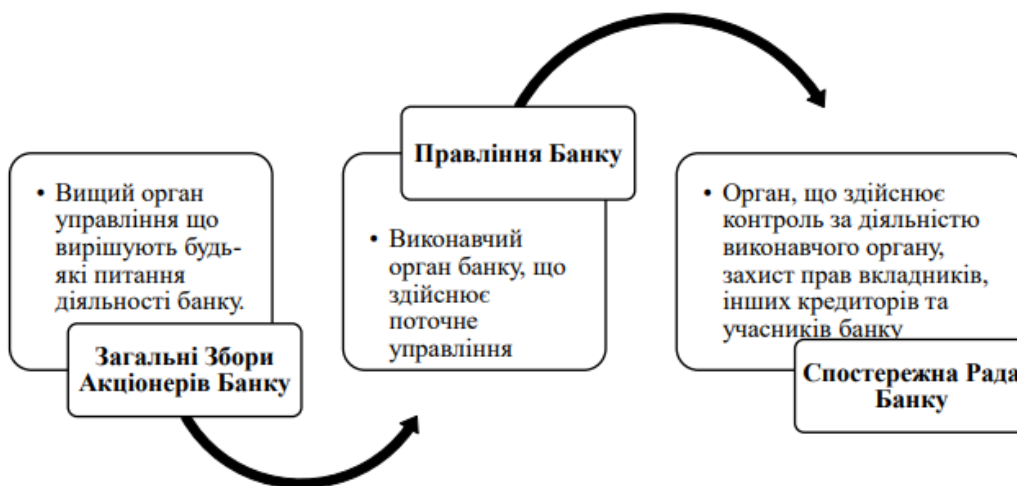 • Вищий орган
управління що
вирішують будь-
які питання
діяльності банку.
Загальні Збори
Акціонерів Банку
Правління Банку
• Виконавчий
орган банку, що
здійснює
поточне
управління
• Орган, що здійснює
контроль за діяльністю
виконавчого органу,
захист прав вкладників,
інших кредиторів та
учасників банку
Спостережна Рада
Банку